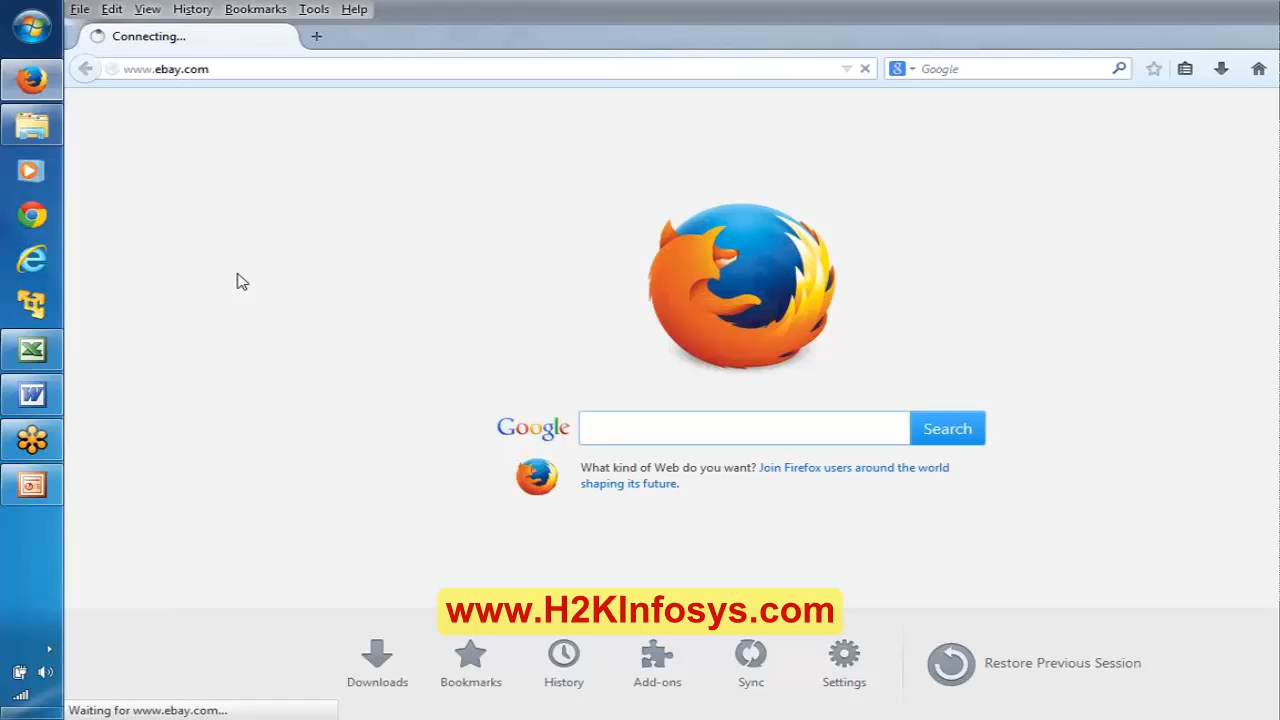 File Edit View History Bookmarks Tools Help
Connecting...
www.ebay.com
8 Google
Google
Search
What kind of Web do you want? Join Firefox users around the world
shaping its future.
www.H2KInfosys.com
Downloads Bookmarks History Add-ons Sync Settings
Restore Previous Session
Waiting for www.ebay.com...